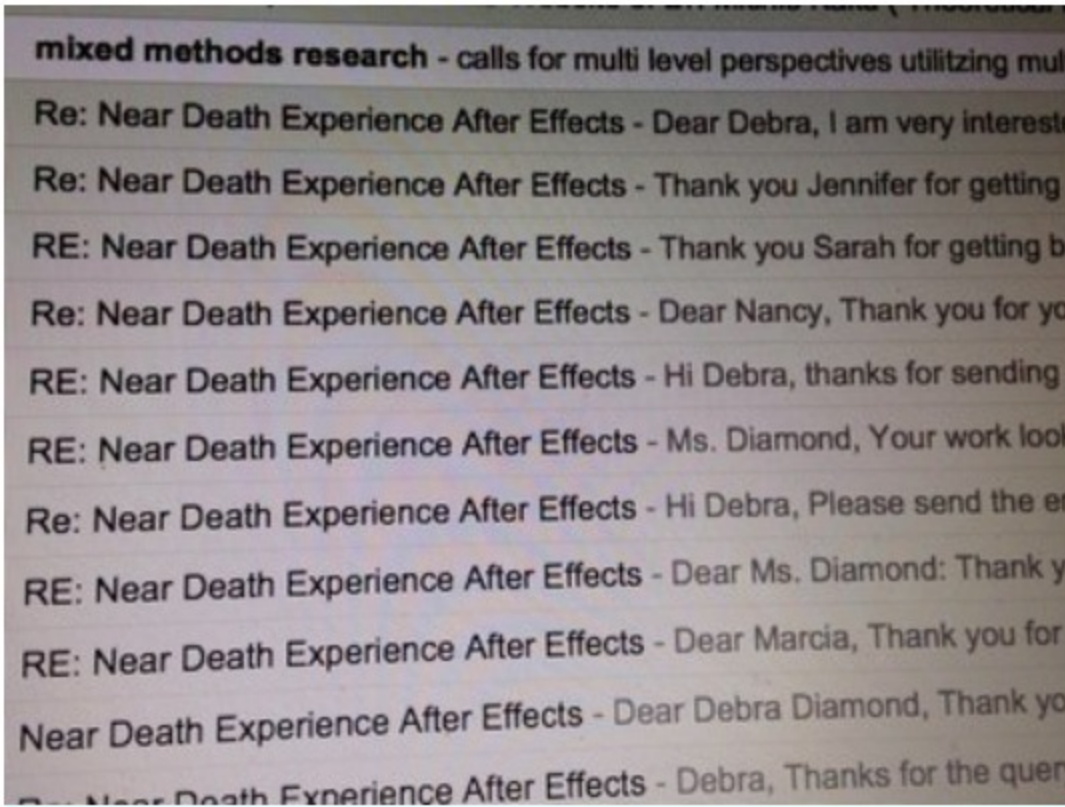 mixed methods research - calls for multi level perspectives utilitzing mul
Re: Near Death Experience After Effects - Dear Debra, I am very intereste
Re: Near Death Experience After Effects - Thank you Jennifer for getting
RE: Near Death Experience After Effects - Thank you Sarah for getting b
Re: Near Death Experience After Effects - Dear Nancy, Thank you for yo
RE: Near Death Experience After Effects - Hi Debra, thanks for sending
RE: Near Death Experience After Effects - Ms. Diamond, Your work look
Re: Near Death Experience After Effects - Hi Debra, Please send the en
RE: Near Death Experience After Effects - Dear Ms. Diamond: Thank y
RE: Near Death Experience After Effects - Dear Marcia, Thank you for
Near Death Experience After Effects - Dear Debra Diamond, Thank yo
Re: Near Death Experience After Effects - Debra, Thanks for the quer